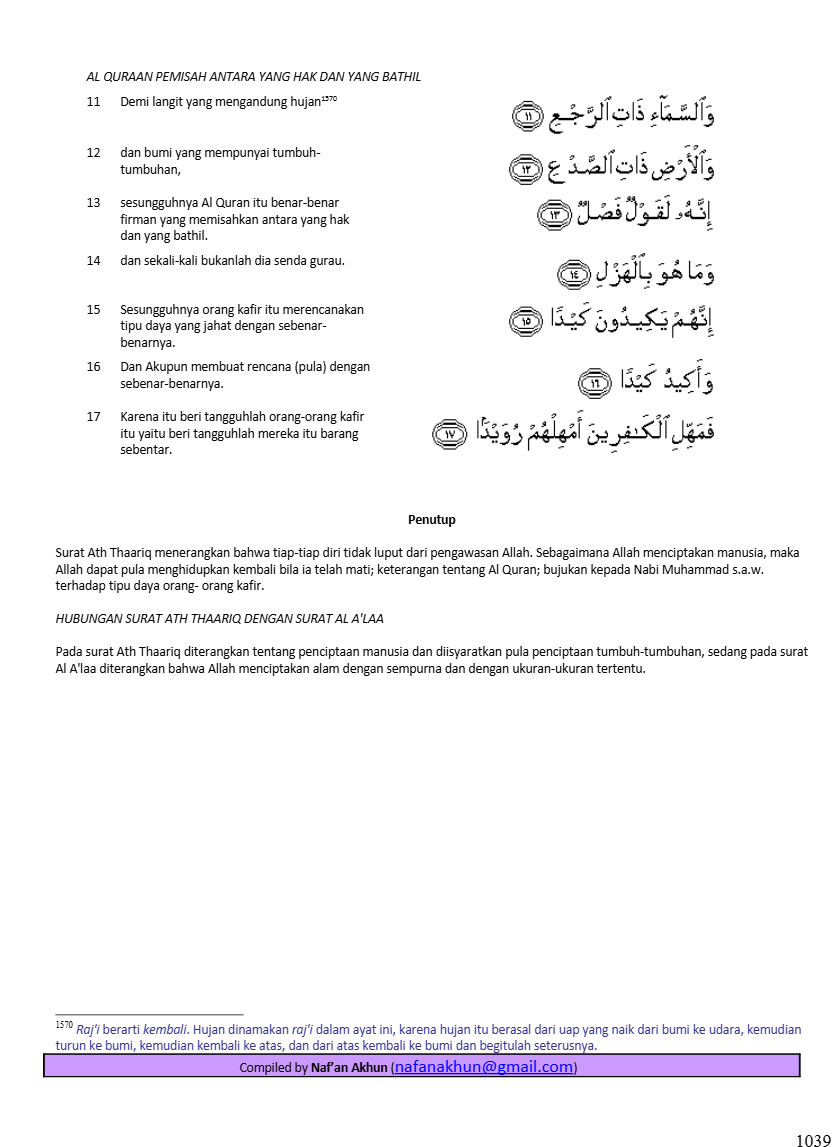 AL QURAAN PEMISAH ANTARA YANG HAK DAN YANG BATHIL
11 Demi langit yang mengandung hujan1570
وَٱلسَّمَآءِ ذَاتِ ٱلرَّجْعِ ﴿١١﴾
12 dan bumi yang mempunyai tumbuh-
tumbuhan,
وَٱلْأَرْضِ ذَاتِ ٱلصَّدْعِ ﴿١٢﴾
13 sesungguhnya Al Quran itu benar-benar
firman yang memisahkan antara yang hak
dan yang bathil.
إِنَّهُۥ لَقَوْلٌ فَصْلٌ ﴿١٣﴾
14 dan sekali-kali bukanlah dia senda gurau.
وَمَا هُوَ بِٱلْهَزْلِ ﴿١٤﴾
15 Sesungguhnya orang kafir itu merencanakan
tipu daya yang jahat dengan sebenar-
benarnya.
إِنَّهُمْ يَكِيدُونَ كَيْدًا ﴿١٥﴾
16 Dan Akupun membuat rencana (pula) dengan
sebenar-benarnya.
وَأَكِيدُ كَيْدًا ﴿١٦﴾
17 Karena itu beri tangguhlah orang-orang kafir
itu yaitu beri tangguhlah mereka itu barang
sebentar.
فَمَهِّلِ ٱلْكَٰفِرِينَ أَمْهِلْهُمْ رُوَيْدًۢا ﴿١٧﴾
Penutup
Surat Ath Thaariq menerangkan bahwa tiap-tiap diri tidak luput dari pengawasan Allah. Sebagaimana Allah menciptakan manusia, maka
Allah dapat pula menghidupkan kembali bila ia telah mati; keterangan tentang Al Quran; bujukan kepada Nabi Muhammad s.a.w.
terhadap tipu daya orang- orang kafir.
HUBUNGAN SURAT ATH THAARIQ DENGAN SURAT AL A'LAA
Pada surat Ath Thaariq diterangkan tentang penciptaan manusia dan diisyaratkan pula penciptaan tumbuh-tumbuhan, sedang pada surat
Al A'laa diterangkan bahwa Allah menciptakan alam dengan sempurna dan dengan ukuran-ukuran tertentu.
1570 Raj'i berarti kembali. Hujan dinamakan raj'i dalam ayat ini, karena hujan itu berasal dari uap yang naik dari bumi ke udara, kemudian
turun ke bumi, kemudian kembali ke atas, dan dari atas kembali ke bumi dan begitulah seterusnya.
Compiled by Naf'an Akhun (nafanakhun@gmail.com)
1039